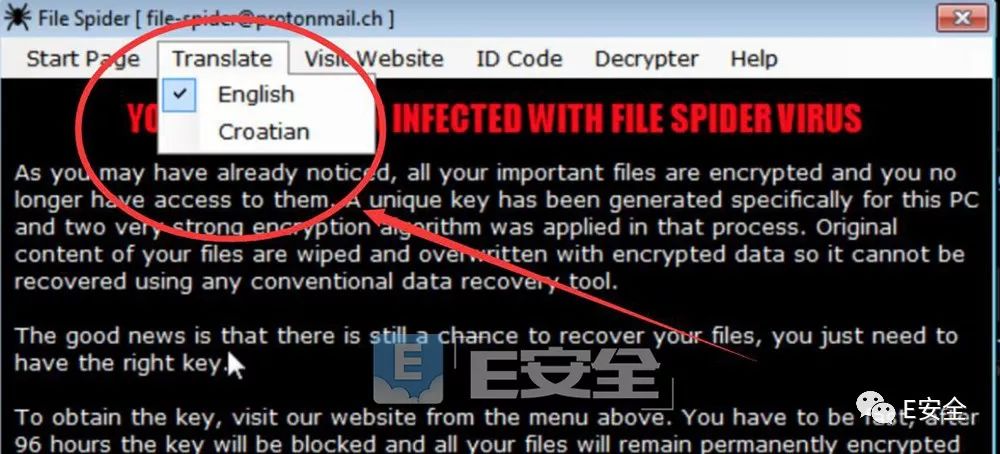 File Spider [ file-spider@protonmail.ch ]
Start Page Translate Visit Website ID Code Decrypter Help
English
Croatian
INFECTED WITH FILE SPIDER VIRUS
As you may have already noticed, all your important files are encrypted and you no
longer have access to them. A unique key has been generated specifically for this PC
and two very strong encryption algorithm was applied in that process. Original
content of your files are wiped and overwritten with encrypted data so it cannot be
recovered using any conventional data recovery tool.
The good news is that there is still a chance to recover your files, you just need to
have the right key.
E E安全
To obtain the key, visit our website from the menu above. You have to be fast, after
E安全
96 hours the key will be blocked and all your files will remain permanently encrypted